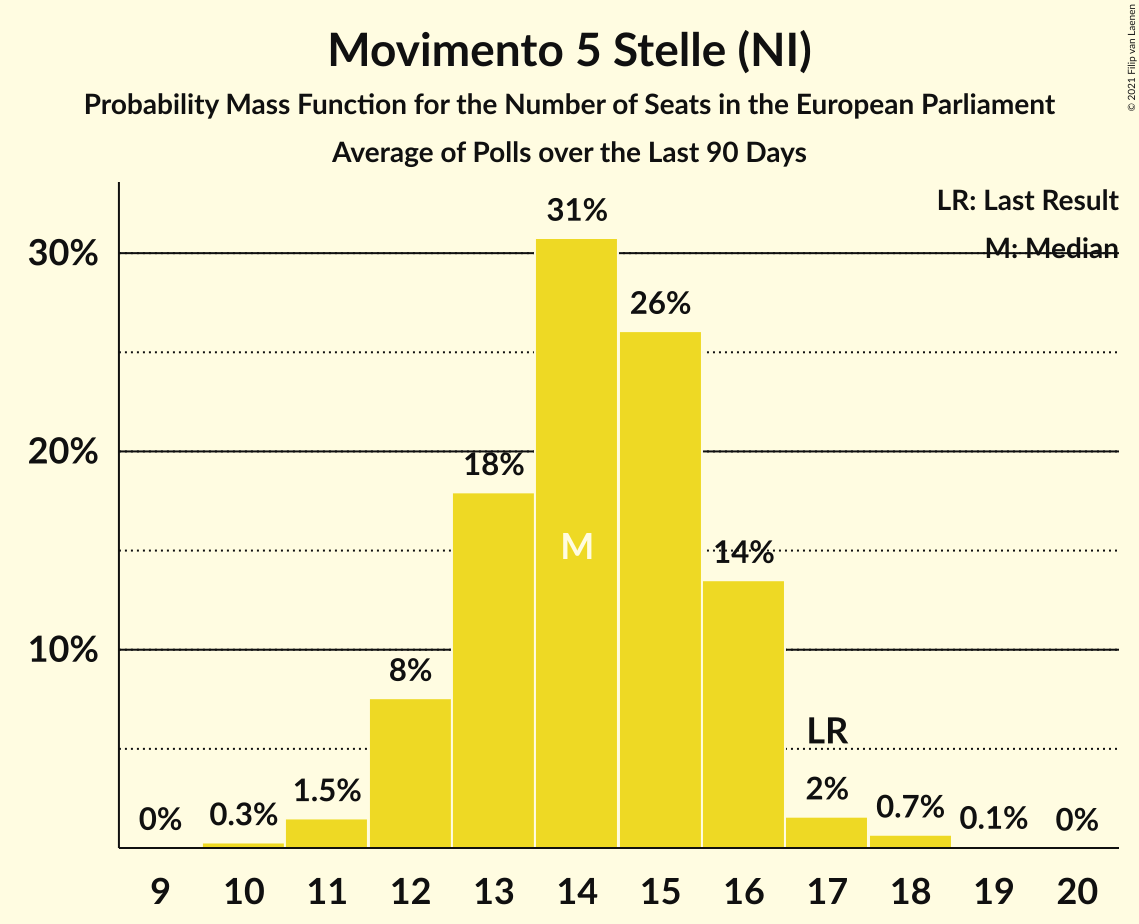 Movimento 5 Stelle (NI)
Probability Mass Function for the Number of Seats in the European Parliament
Average of Polls over the Last 90 Days
© 2021 Filip van Laenen
LR: Last Result
M: Median
30%
20%
10%
0%
0.3%
1.5%
8%
18%
31%
M
26%
14%
LR
2%
0.7%
0.1%
0%
9 10 11 12 13 14 15 16 17 18 19 20